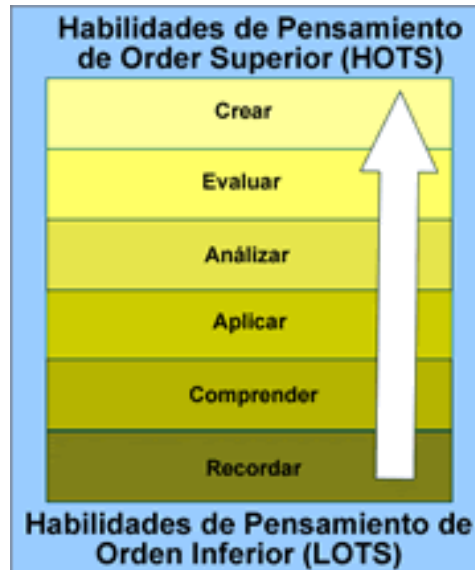 Habilidades de Pensamiento
de Order Superior (HOTS)
Crear
Evaluar
Análizar
Aplicar
Comprender
Recordar
Habilidades de Pensamiento de
Orden Inferior (LOTS)